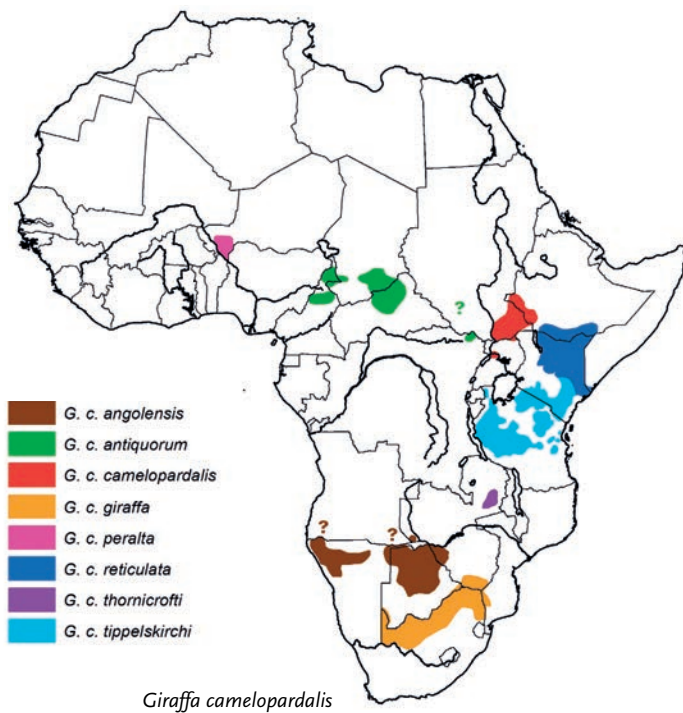 ?
G. c. angolensis
G. c. antiquorum
G. c. camelopardalis
G. c. giraffa
G. c. peralta
G. c. reticulata
G. c. thornicrofti
G. c. tippelskirchi
?
?
Giraffa camelopardalis